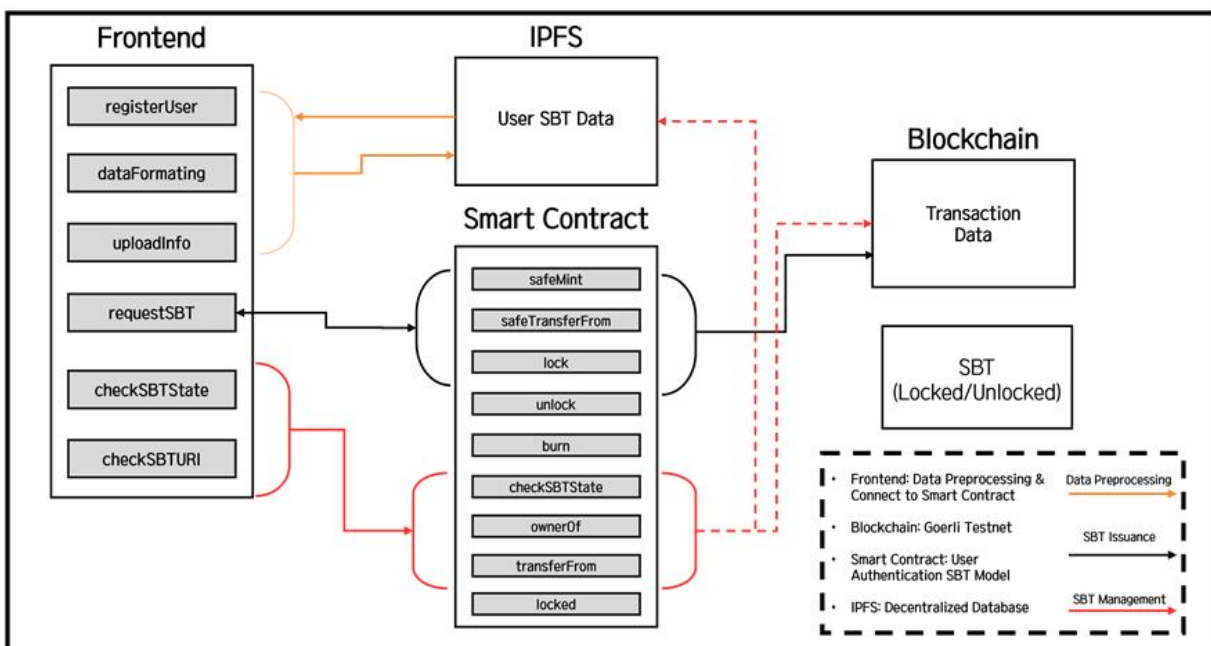 Frontend
registerUser
dataFormating
uploadInfo
requestSBT
checkSBTState
checkSBTURI
IPFS
User SBT Data
Smart Contract
safeMint
safeTransferFrom
lock
unlock
burn
checkSBTState
ownerOf
transferFrom
locked
Blockchain
Transaction
Data
SBT
(Locked/Unlocked)
• Frontend: Data Preprocessing &
Connect to Smart Contract
• Blockchain: Goerli Testnet
• Smart Contract: User
Authentication SBT Model
• IPFS: Decentralized Database
Data Preprocessing
SBT Issuance
SBT Management